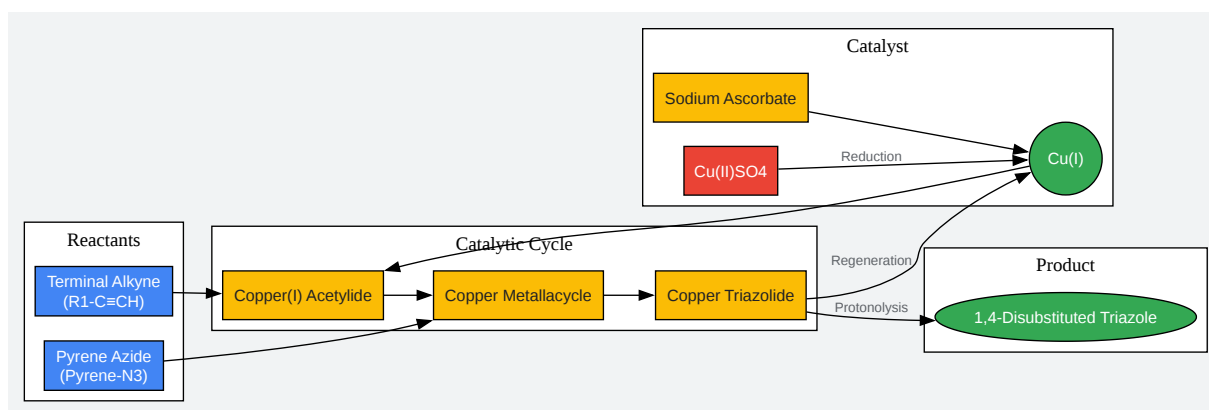 Catalyst
Sodium Ascorbate
Cu(II)SO4
Reduction
Cu(I)
Reactants
Terminal Alkyne
(R1-C≡CH)
Pyrene Azide
(Pyrene-N3)
Catalytic Cycle
Copper(I) Acetylide
Copper Metallacycle
Copper Triazolide
Regeneration
Protonolysis
Product
1,4-Disubstituted Triazole